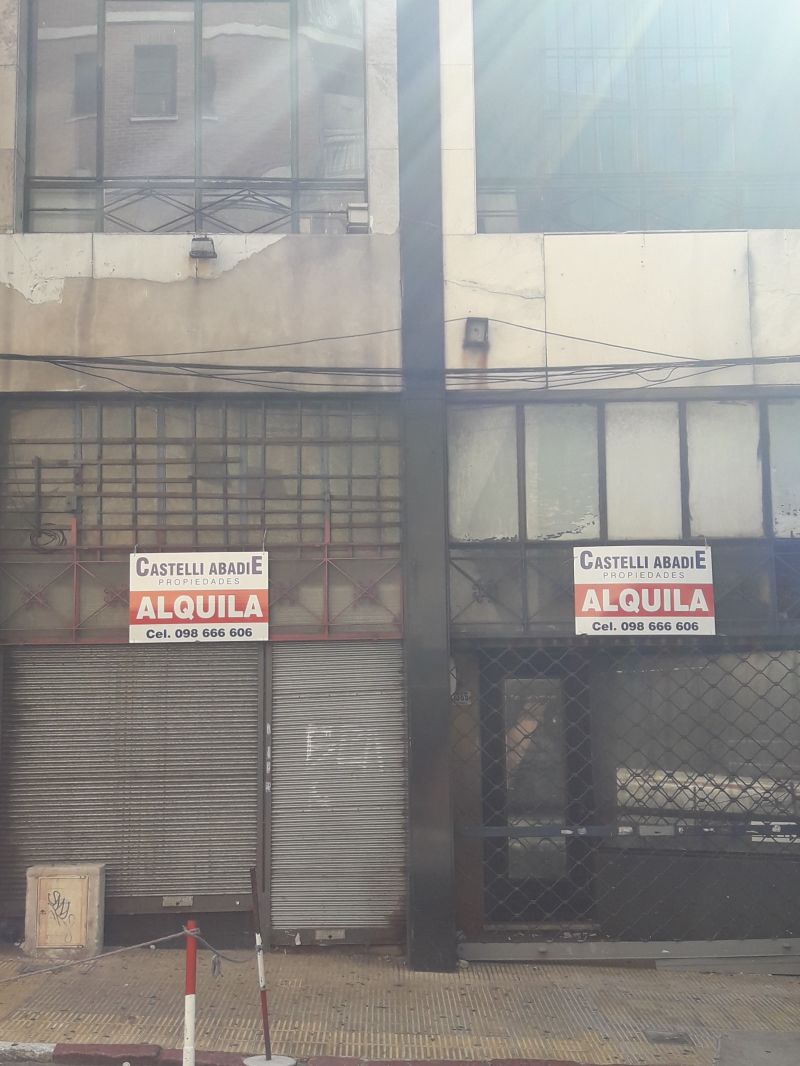 CASTELLI ABADIE
PROPIEDADES
ALQUILA
Cel. 098 666 606
CASTELLI ABADIE
PROPIEDADES
ALQUILA
Cel. 098 666 606